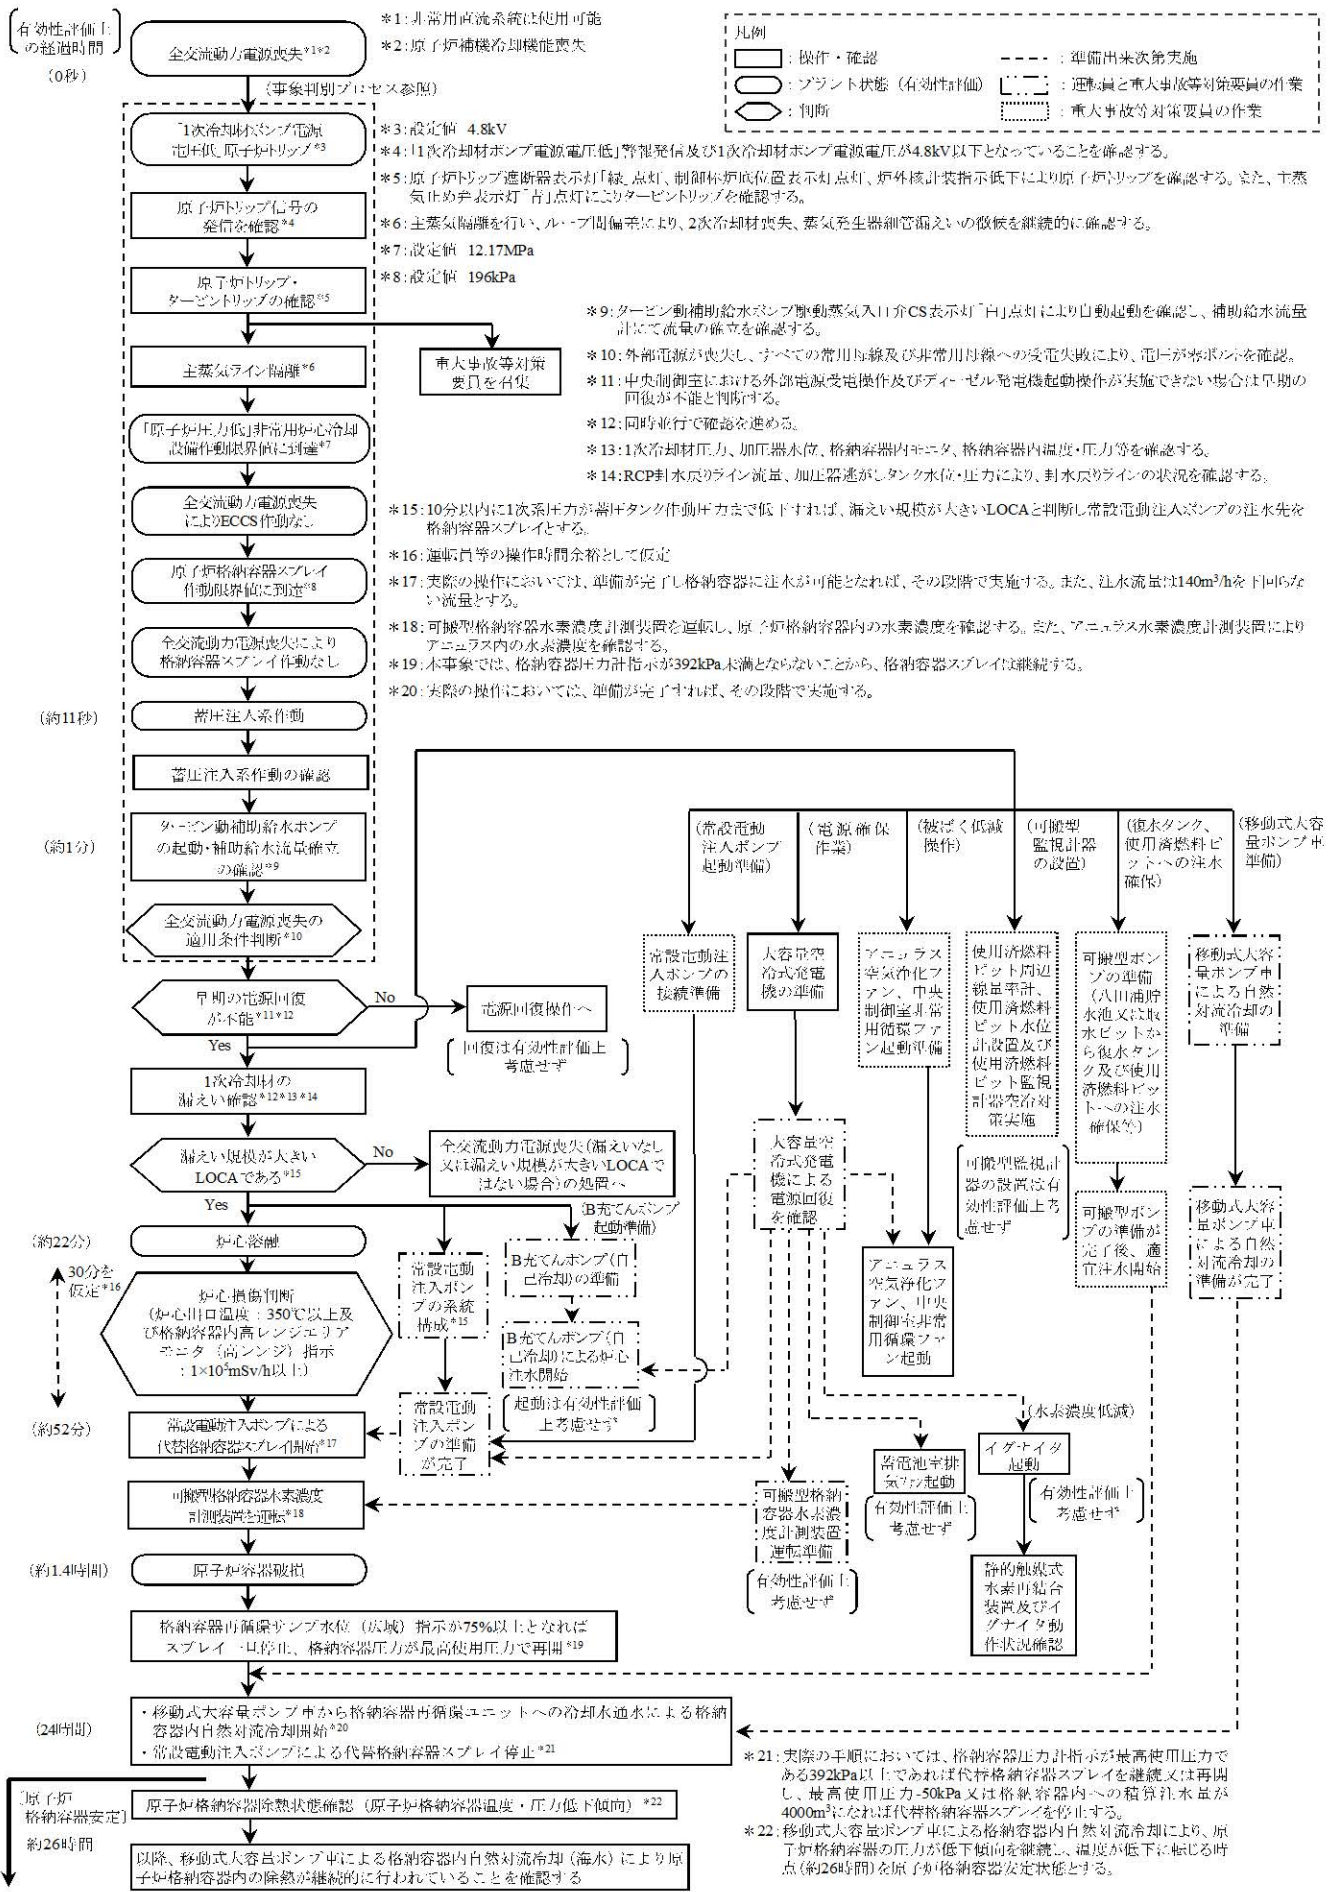 有効性評価上
の経過時間
(0秒)
全交流動力電源喪失*1*2
*1:非常用直流系統は使用可能
*2:原子炉補機冷却機能喪失
凡例
:操作・確認
:プラント状態(有効性評価)
:判断
:準備出来次第実施
:運転員と重大事故等対策要員の作業
:重大事故等対策要員の作業
(事象判別プロセス参照)
「1次冷却材ポンプ電源
電圧低」原子炉トリップ*3
原子炉トリップ信号の
発信を確認*4
原子炉トリップ・
タービントリップの確認*5
*3:設定値 4.8kV
*4:「1次冷却材ポンプ電源電圧低」警報発信及び1次冷却材ポンプ電源電圧が4.8kV以下となっていることを確認する。
*5:原子炉トリップ遮断器表示灯「緑」点灯、制御棒炉底位置表示灯点灯、炉外核計装指示低下により原子炉トリップを確認する。また、主蒸
気止め弁表示灯「青」点灯によりタービントリップを確認する。
*6:主蒸気隔離を行い、ループ間偏差により、2次冷却材喪失、蒸気発生器細管漏えいの徴候を継続的に確認する。
*7:設定値 12.17MPa
*8:設定値 196kPa
主蒸気ライン隔離*6
重大事故等対策
要員を召集
*9:タービン動補助給水ポンプ駆動蒸気入口弁CS表示灯「白」点灯により自動起動を確認し、補助給水流量
計にて流量の確立を確認する。
*10:外部電源が喪失し、すべての常用母線及び非常用母線への受電失敗により、電圧が零ボルトを確認。
*11:中央制御室における外部電源受電操作及びディーゼル発電機起動操作が実施できない場合は早期の
回復が不能と判断する。
*12:同時並行で確認を進める。
*13:1次冷却材圧力、加圧器水位、格納容器内モニタ、格納容器内温度・圧力等を確認する。
*14:RCP封水戻りライン流量、加圧器逃がしタンク水位・圧力により、封水戻りラインの状況を確認する。
「原子炉圧力低」非常用炉心冷却
設備作動限界値に到達*7
全交流動力電源喪失
によりECCS作動なし
原子炉格納容器スプレイ
作動限界値に到達*8
全交流動力電源喪失により
格納容器スプレイ作動なし
*15:10分以内に1次系圧力が蓄圧タンク作動圧力まで低下すれば、漏えい規模が大きいLOCAと判断し常設電動注入ポンプの注水先を
格納容器スプレイとする。
*16:運転員等の操作時間余裕として仮定
*17:実際の操作においては、準備が完了し格納容器に注水が可能となれば、その段階で実施する。また、注水流量は140m³/hを下回らな
い流量とする。
*18:可搬型格納容器水素濃度計測装置を運転し、原子炉格納容器内の水素濃度を確認する。また、アニュラス水素濃度計測装置により
アニュラス内の水素濃度を確認する。
*19:本事象では、格納容器圧力計指示が392kPa未満とならないことから、格納容器スプレイは継続する。
*20:実際の操作においては、準備が完了すれば、その段階で実施する。
(約11秒)
蓄圧注入系作動
蓄圧注入系作動の確認
(約1分)
タービン動補助給水ポンプ
の起動・補助給水流量確立
の確認*9
全交流動力電源喪失の
適用条件判断*10
早期の電源回復
が不能*11*12
No
電源回復操作へ
回復は有効性評価上
考慮せず
Yes
1次冷却材の
漏えい確認*12*13*14
漏えい規模が大きい
LOCAである*15
No
全交流動力電源喪失(漏えいなし
又は漏えい規模が大きいLOCAで
はない場合)の処置へ
Yes
(常設電動
注入ポンプ
起動準備)
(電源確保
作業)
(被ばく低減
操作)
(可搬型
監視計器
の設置)
(復水タンク、
使用済燃料ピ
ットへの注水
確保)
(移動式大容
量ポンプ車
準備)
常設電動注
入ポンプの
接続準備
大容量空
冷式発電
機の準備
アニュラス
空気浄化フ
ァン、中央
制御室非常
用循環ファ
ン起動準備
使用済燃料
ピット周辺
線量率計、
使用済燃料
ピット水位
計設置及び
使用済燃料
ピット監視
計器空冷対
策実施
可搬型監視計
器の設置は有
効性評価上考
慮せず
可搬型ポン
プの準備
(八田浦貯
水池又は取
水ピットか
ら復水タン
ク及び使用
済燃料ピッ
トへの注水
確保等)
移動式大容
量ポンプ車
による自然
対流冷却の
準備
大容量空
冷式発電
機による
電源回復
を確認
可搬型ポン
プの準備が
完了後、適
宜注水開始
移動式大容
量ポンプ車
による自然
対流冷却の
準備が完了
アニュラス
空気浄化フ
ァン、中央
制御室非常
用循環ファ
ン起動
(B充てんポンプ
起動準備)
B充てんポンプ(自
己冷却)の準備
B充てんポンプ(自
己冷却)による炉心
注水開始
起動は有効性評価
上考慮せず
常設電動
注入ポン
プの系統
構成*15
常設電動
注入ポン
プの準備
が完了
(約22分)
炉心溶融
30分を
仮定*16
炉心損傷判断
(炉心出口温度:350℃以上及
び格納容器内高レンジエリア
モニタ(高レンジ)指示
:1×10⁵mSv/h以上)
(約52分)
常設電動注入ポンプによる
代替格納容器スプレイ開始*17
可搬型格納容器水素濃度
計測装置を運転*18
可搬型格納
容器水素濃
度計測装置
運転準備
有効性評価上
考慮せず
蓄電池室排
気ファン起動
有効性評価上
考慮せず
(水素濃度低減)
イグナイタ
起動
有効性評価上
考慮せず
静的触媒式
水素再結合
装置及びイ
グナイタ動
作状況確認
(約1.4時間)
原子炉容器破損
格納容器再循環サンプ水位(広域)指示が75%以上となれば
スプレイ一旦停止、格納容器圧力が最高使用圧力で再開*19
(24時間)
・移動式大容量ポンプ車から格納容器再循環ユニットへの冷却水通水による格納
容器内自然対流冷却開始*20
・常設電動注入ポンプによる代替格納容器スプレイ停止*21
原子炉
格納容器安定
約26時間
原子炉格納容器除熱状態確認(原子炉格納容器温度・圧力低下傾向)*22
以降、移動式大容量ポンプ車による格納容器内自然対流冷却(海水)により原
子炉格納容器内の除熱が継続的に行われていることを確認する
*21:実際の手順においては、格納容器圧力計指示が最高使用圧力で
ある392kPa以上であれば代替格納容器スプレイを継続又は再開
し、最高使用圧力-50kPa又は格納容器内への積算注水量が
4000m³になれば代替格納容器スプレイを停止する。
*22:移動式大容量ポンプ車による格納容器内自然対流冷却により、原
子炉格納容器の圧力が低下傾向を継続し、温度が低下に転じる時
点(約26時間)を原子炉格納容器安定状態とする。